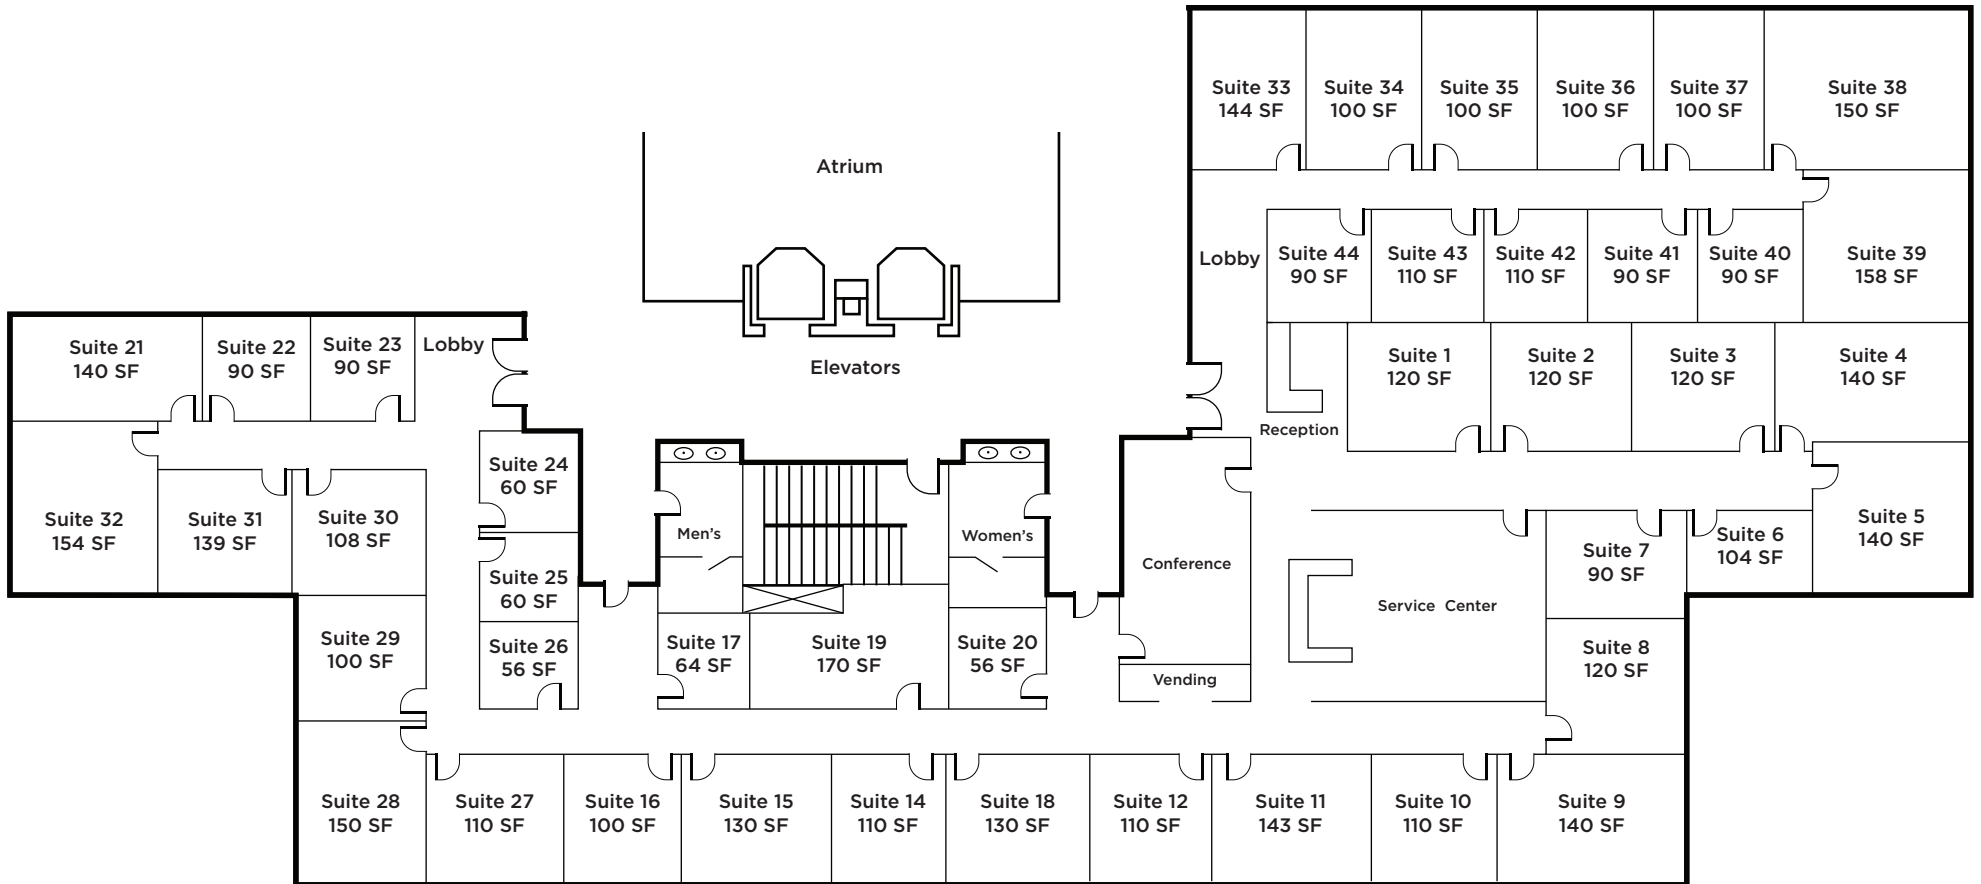 Suite 33
144 SF
Suite 34
100 SF
Suite 35
100 SF
Suite 36
100 SF
Suite 37
100 SF
Suite 38
150 SF
Atrium
Lobby
Suite 44
90 SF
Suite 43
110 SF
Suite 42
110 SF
Suite 41
90 SF
Suite 40
90 SF
Suite 39
158 SF
Suite 21
140 SF
Suite 22
90 SF
Suite 23
90 SF
Lobby
Elevators
Suite 1
120 SF
Suite 2
120 SF
Suite 3
120 SF
Suite 4
140 SF
Reception
Suite 24
60 SF
Suite 32
154 SF
Suite 31
139 SF
Suite 30
108 SF
Men's
Women's
Conference
Suite 7
90 SF
Suite 6
104 SF
Suite 5
140 SF
Suite 25
60 SF
Service Center
Suite 29
100 SF
Suite 26
56 SF
Suite 17
64 SF
Suite 19
170 SF
Suite 20
56 SF
Vending
Suite 8
120 SF
Suite 28
150 SF
Suite 27
110 SF
Suite 16
100 SF
Suite 15
130 SF
Suite 14
110 SF
Suite 18
130 SF
Suite 12
110 SF
Suite 11
143 SF
Suite 10
110 SF
Suite 9
140 SF